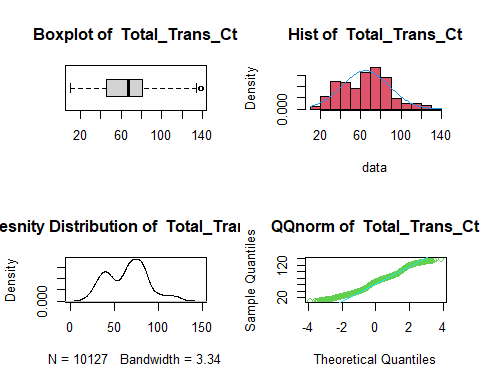 Boxplot of Total_Trans_Ct
20 60 100 140
Hist of Total_Trans_Ct
Density
0.000
20 60 100 140
data
esnity Distribution of Total_Tran
Density
0.000
0 50 100 150
N = 10127 Bandwidth = 3.34
QQnorm of Total_Trans_Ct
Sample Quantiles
20 120
-4 -2 0 2 4
Theoretical Quantiles